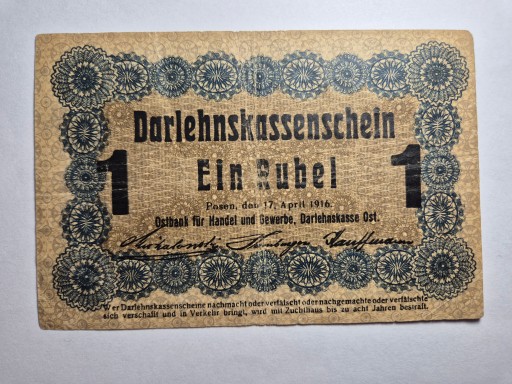 Darlehnskassenschein
1 Ein Rubel 1
Posen, den 17. April 1916.
Ostbank für Handel und Gewerbe, Darlehnskasse Ost.
Kauffmann
Wer Darlehnskassenscheine nachmacht oder verfälscht oder nachgemachte oder verfälschte
sich verschafft und in Verkehr bringt, wird mit Zuchthaus bis zu acht Jahren bestraft.